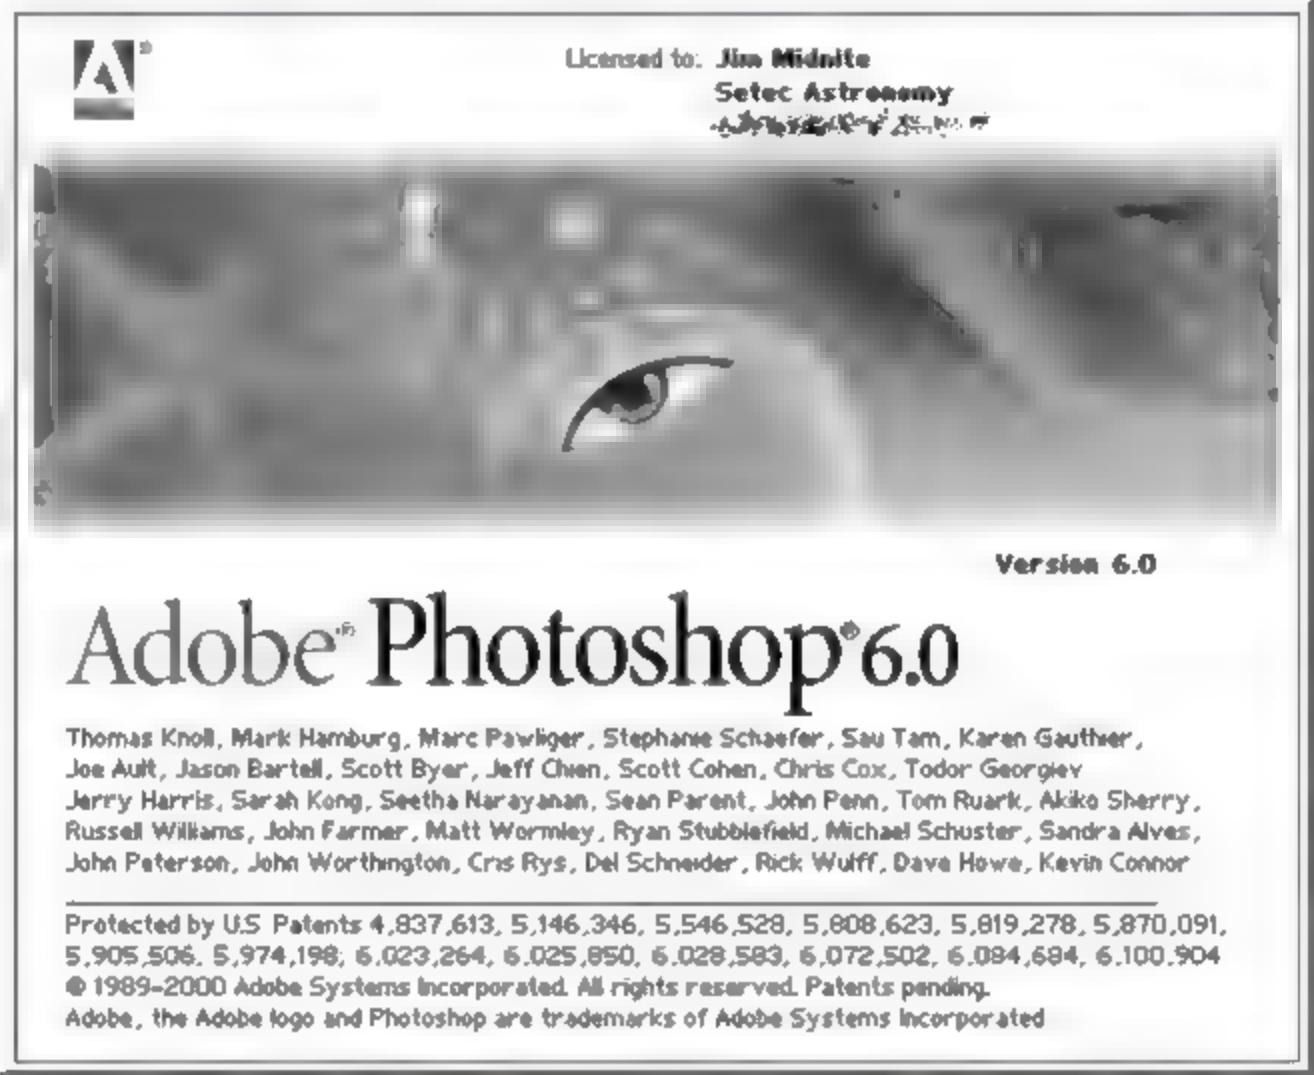 Licensed to: Jim Midnite
Setec Astronomy
Version 6.0
Adobe® Photoshop® 6.0
Thomas Knoll, Mark Hamburg, Marc Pawliger, Stephanie Schaefer, Sau Tam, Karen Gauthier,
Joe Ault, Jason Bartell, Scott Byer, Jeff Chien, Scott Cohen, Chris Cox, Todor Georgiev
Jerry Harris, Sarah Kong, Seetha Narayanan, Sean Parent, John Penn, Tom Ruark, Akiko Sherry,
Russell Williams, John Farmer, Matt Wormley, Ryan Stubblefield, Michael Schuster, Sandra Alves,
John Peterson, John Worthington, Cris Rys, Del Schneider, Rick Wulff, Dave Howe, Kevin Connor
Protected by U.S Patents 4,837,613, 5,146,346, 5,546,528, 5,808,623, 5,819,278, 5,870,091,
5,905,506, 5,974,198; 6,023,264, 6,025,850, 6,028,583, 6,072,502, 6,084,684, 6,100,904
© 1989-2000 Adobe Systems Incorporated. All rights reserved. Patents pending.
Adobe, the Adobe logo and Photoshop are trademarks of Adobe Systems Incorporated